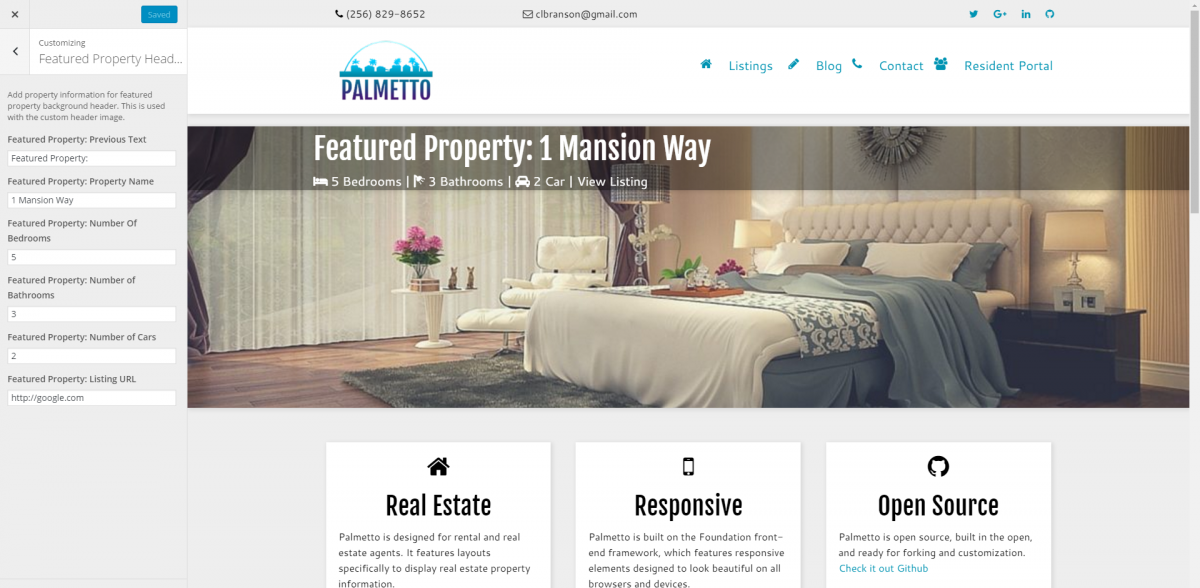 Saved
Customizing
Featured Property Head...
Add property information for featured
property background header. This is used
with the custom header image.
Featured Property: Previous Text
Featured Property:
Featured Property: Property Name
1 Mansion Way
Featured Property: Number Of
Bedrooms
5
Featured Property: Number of
Bathrooms
3
Featured Property: Number of Cars
2
Featured Property: Listing URL
http://google.com
(256) 829-8652
clbranson@gmail.com
PALMETTO
Listings
Blog
Contact
Resident Portal
Featured Property: 1 Mansion Way
5 Bedrooms | 3 Bathrooms | 2 Car | View Listing
Real Estate
Palmetto is designed for rental and real
estate agents. It features layouts
specifically to display real estate property
information.
Responsive
Palmetto is built on the Foundation front-
end framework, which features responsive
elements designed to look beautiful on all
browsers and devices.
Open Source
Palmetto is open source, built in the open,
and ready for forking and customization.
Check it out Github